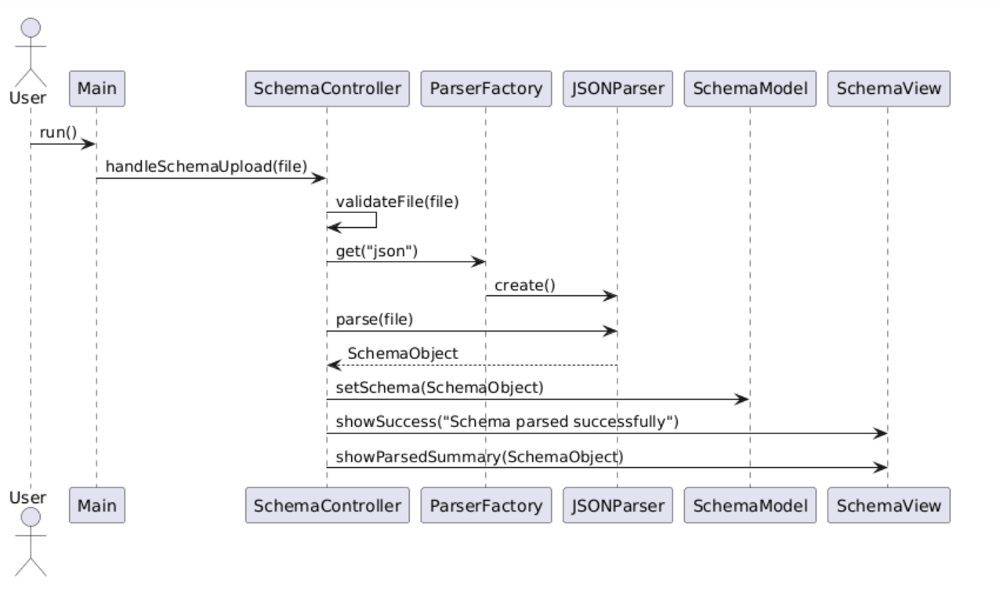 User
Main
SchemaController
ParserFactory
JSONParser
SchemaModel
SchemaView
run()
handleSchemaUpload(file)
validateFile(file)
get("json")
create()
parse(file)
SchemaObject
setSchema(SchemaObject)
showSuccess("Schema parsed successfully")
showParsedSummary(SchemaObject)
User
Main
SchemaController
ParserFactory
JSONParser
SchemaModel
SchemaView